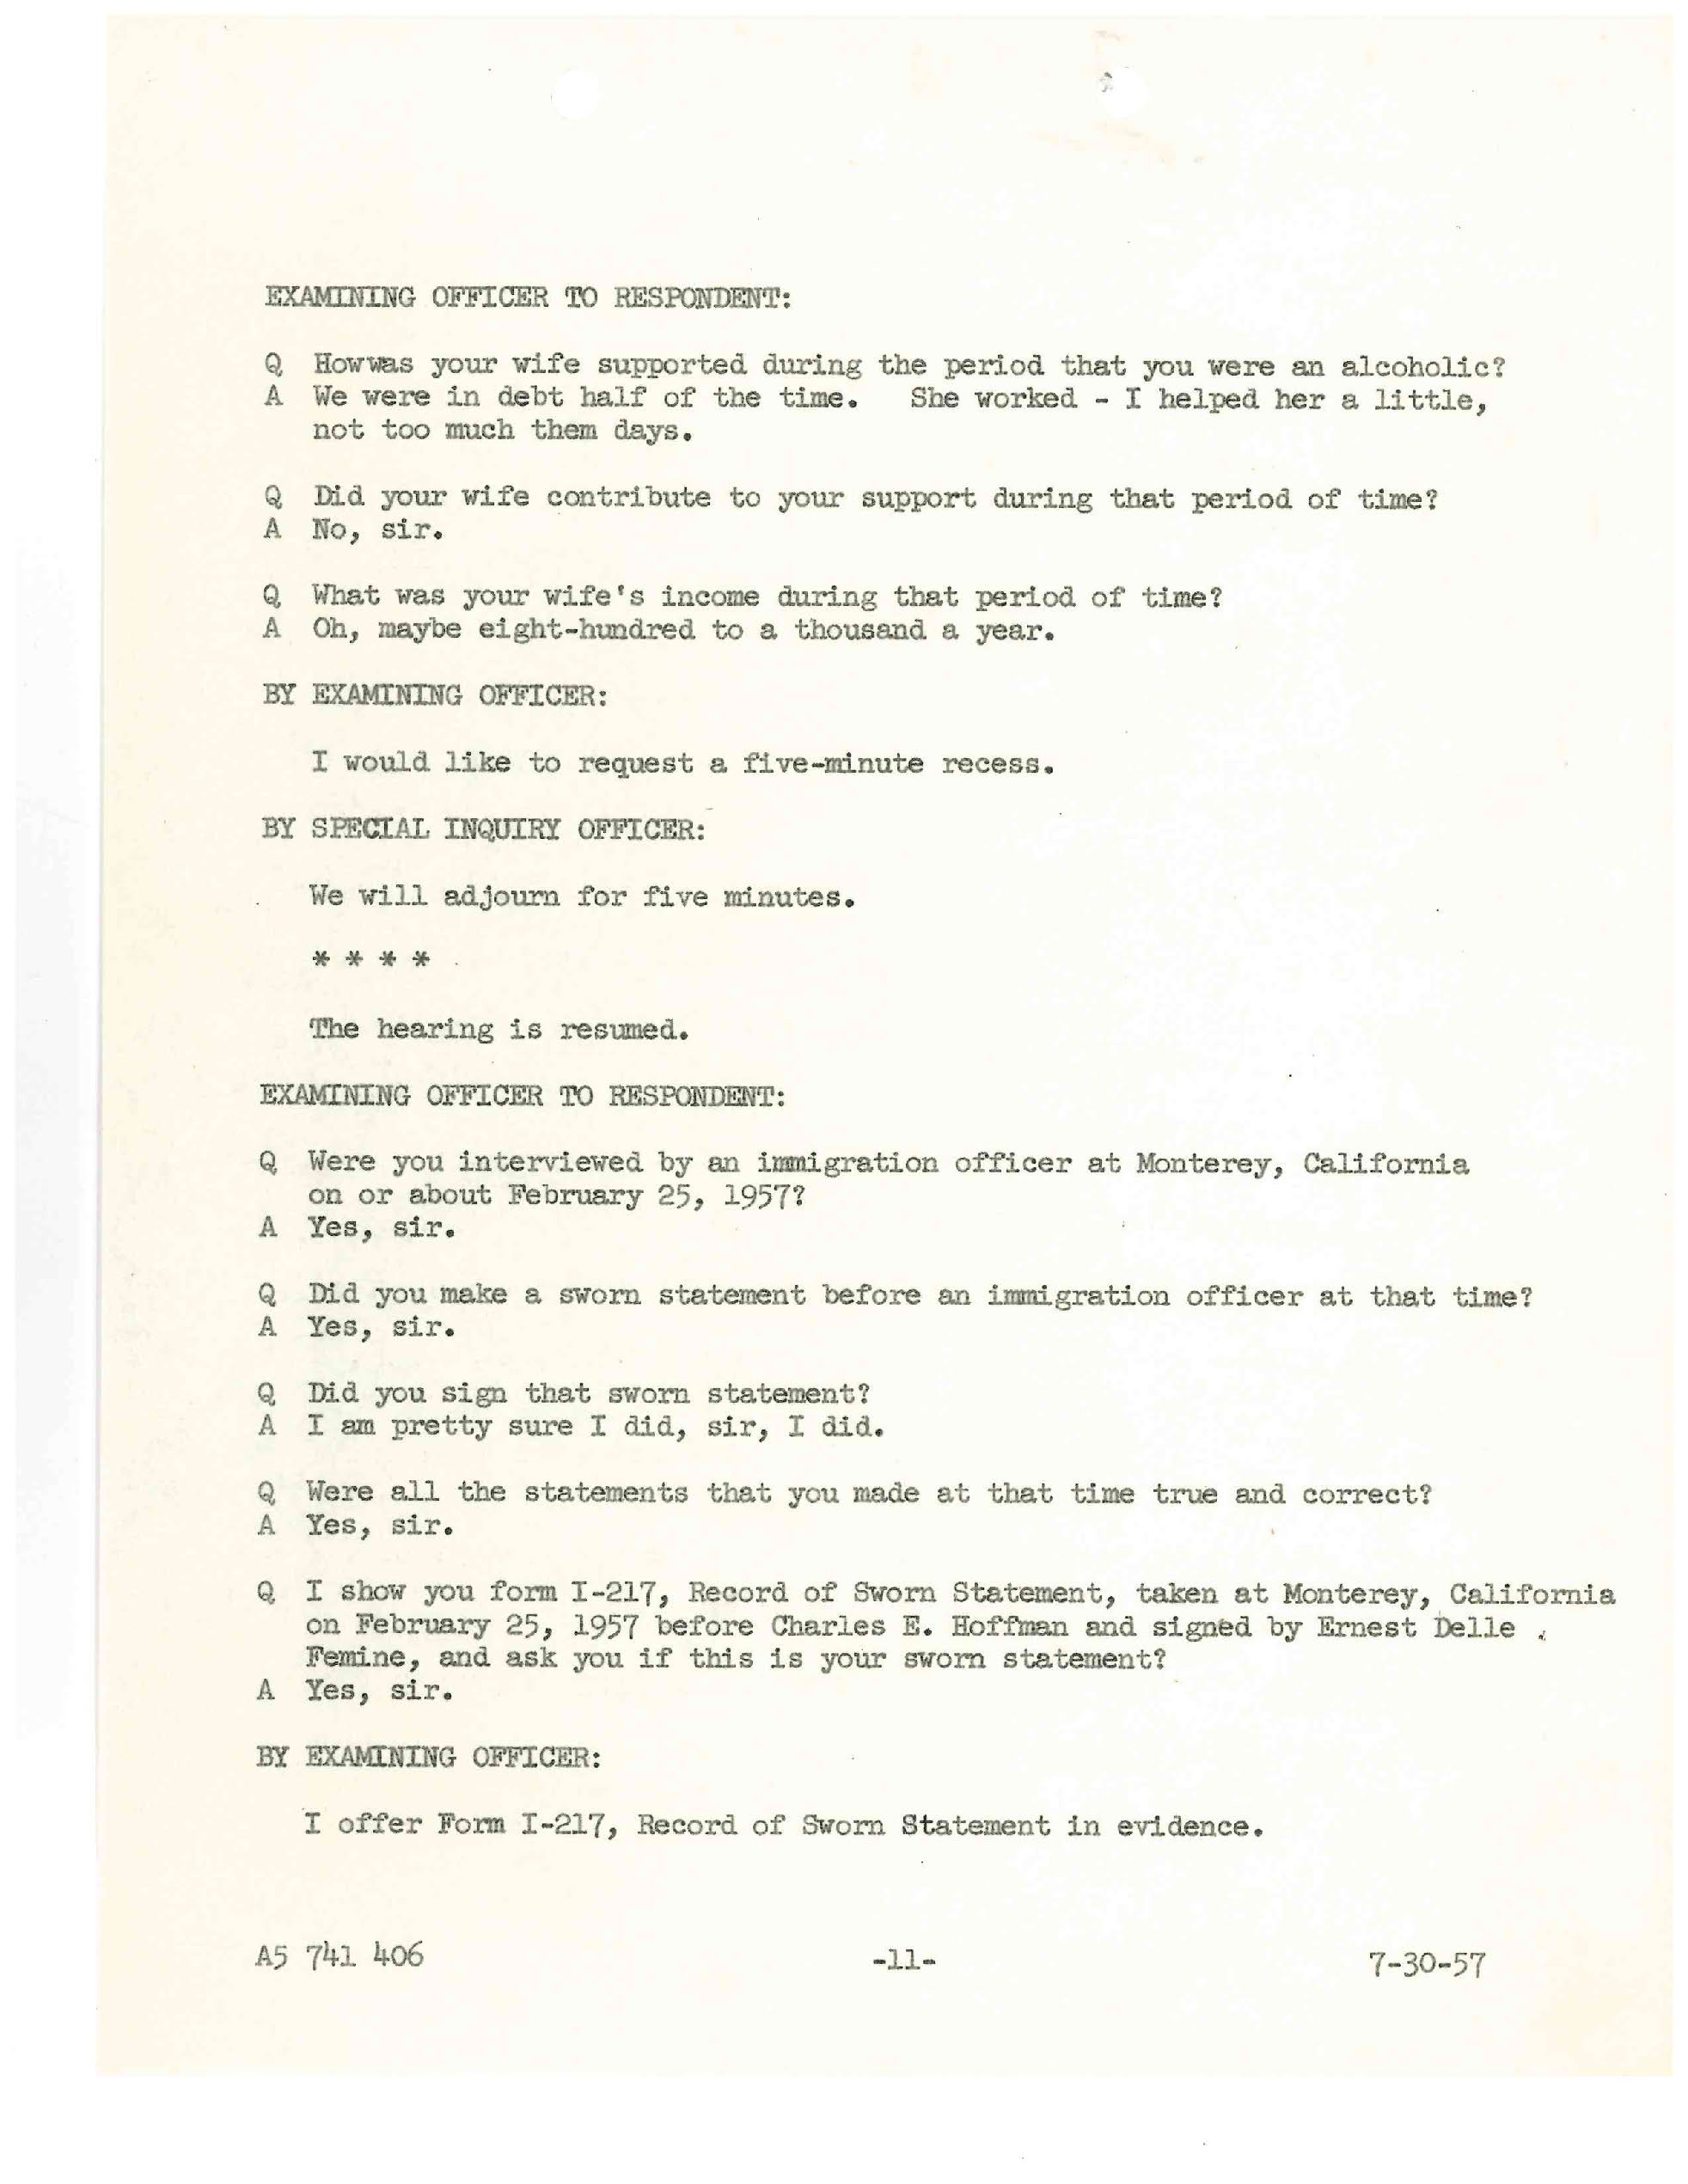 EXAMINING OFFICER TO RESPONDENT:
Q Howwas your wife supported during the period that you were an alcoholic?
A We were in debt half of the time. She worked - I helped her a little,
not too much them days.
Q Did your wife contribute to your support during that period of time?
A No, sir.
Q What was your wife's income during that period of time?
A Oh, maybe eight-hundred to a thousand a year.
BY EXAMINING OFFICER:
I would like to request a five-minute recess.
BY SPECIAL INQUIRY OFFICER:
We will adjourn for five minutes.
* * * *
The hearing is resumed.
EXAMINING OFFICER TO RESPONDENT:
Q Were you interviewed by an immigration officer at Monterey, California
on or about February 25, 1957?
A Yes, sir.
Q Did you make a sworn statement before an immigration officer at that time?
A Yes, sir.
Q Did you sign that sworn statement?
A I am pretty sure I did, sir, I did.
Q Were all the statements that you made at that time true and correct?
A Yes, sir.
Q I show you form I-217, Record of Sworn Statement, taken at Monterey, California
on February 25, 1957 before Charles E. Hoffman and signed by Ernest Delle
Femine, and ask you if this is your sworn statement?
A Yes, sir.
BY EXAMINING OFFICER:
I offer Form I-217, Record of Sworn Statement in evidence.
A5 741 406 -11- 7-30-57